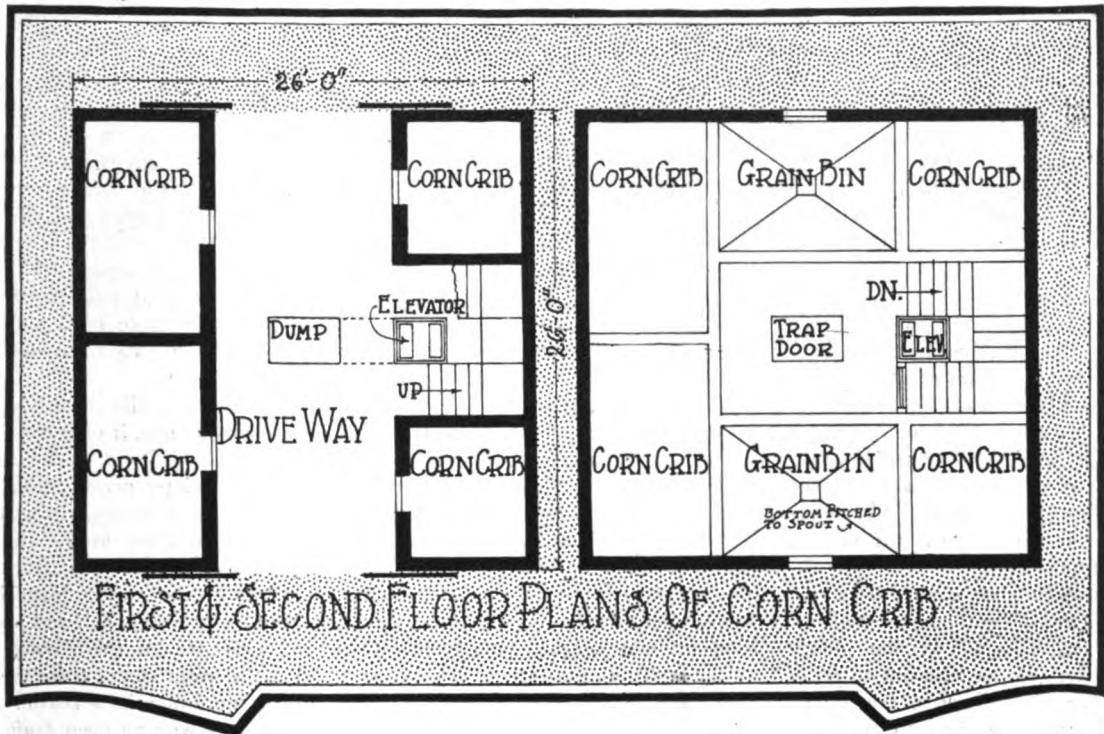 26'-0"
CORN CRIB
CORN CRIB
ELEVATOR
DUMP
26'-0"
UP
DRIVE WAY
CORN CRIB
CORN CRIB
CORN CRIB
GRAIN BIN
CORN CRIB
DN.
TRAP
DOOR
ELEV.
CORN CRIB
GRAIN BIN
CORN CRIB
BOTTOM PITCHED
TO SPOUT
FIRST & SECOND FLOOR PLANS OF CORN CRIB